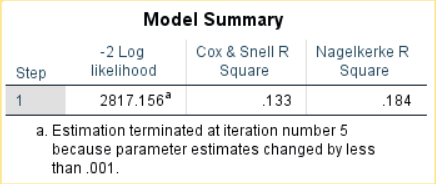 Model Summary
Step -2 Log likelihood Cox & Snell R Square Nagelkerke R Square
1 2817.156a .133 .184
a. Estimation terminated at iteration number 5
because parameter estimates changed by less
than .001.